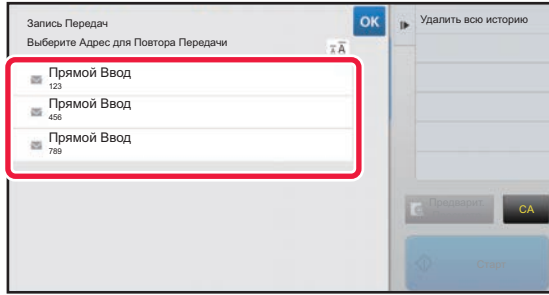 Запись Передач
OK
Удалить всю историю
Выберите Адрес для Повтора Передачи
A A
Прямой Ввод
123
Прямой Ввод
456
Прямой Ввод
789
Предварит
CA
Старт